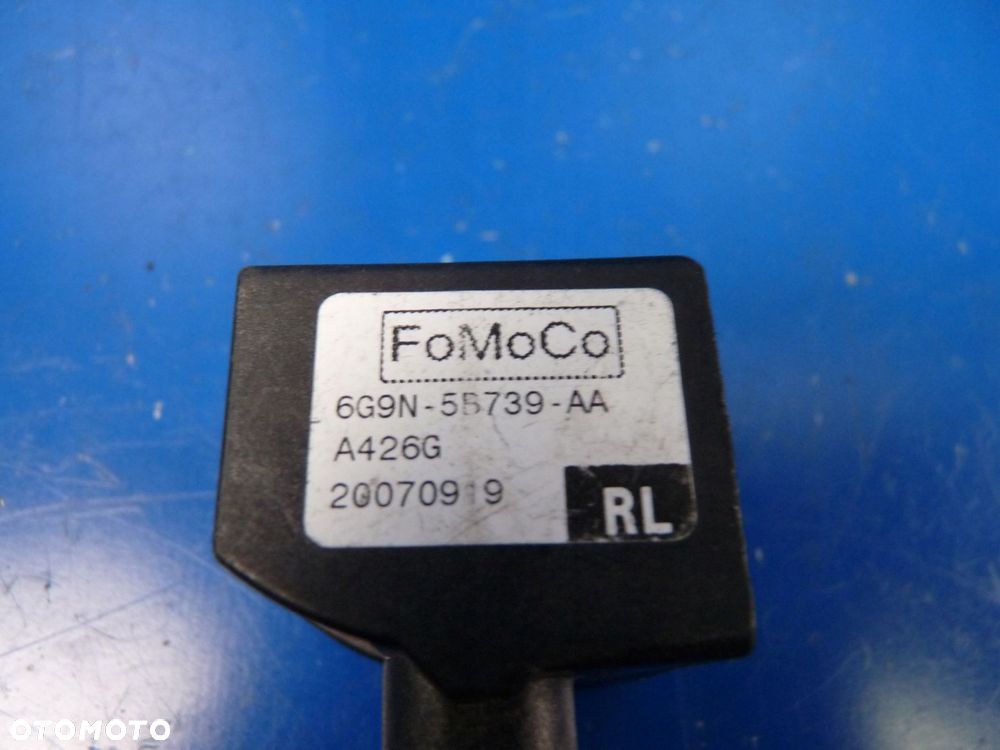 FoMoCo
6G9N-5B739-AA
A426G
20070919
RL
OTOMOTO